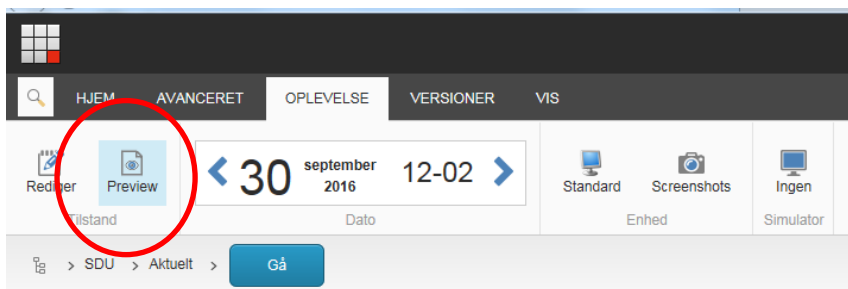 HJEM AVANCERET OPLEVELSE VERSIONER VIS
30 september 2016 12-02
Rediger Preview Standard Screenshots Ingen
Tilstand Dato Enhed Simulator
SDU Aktuelt Gå